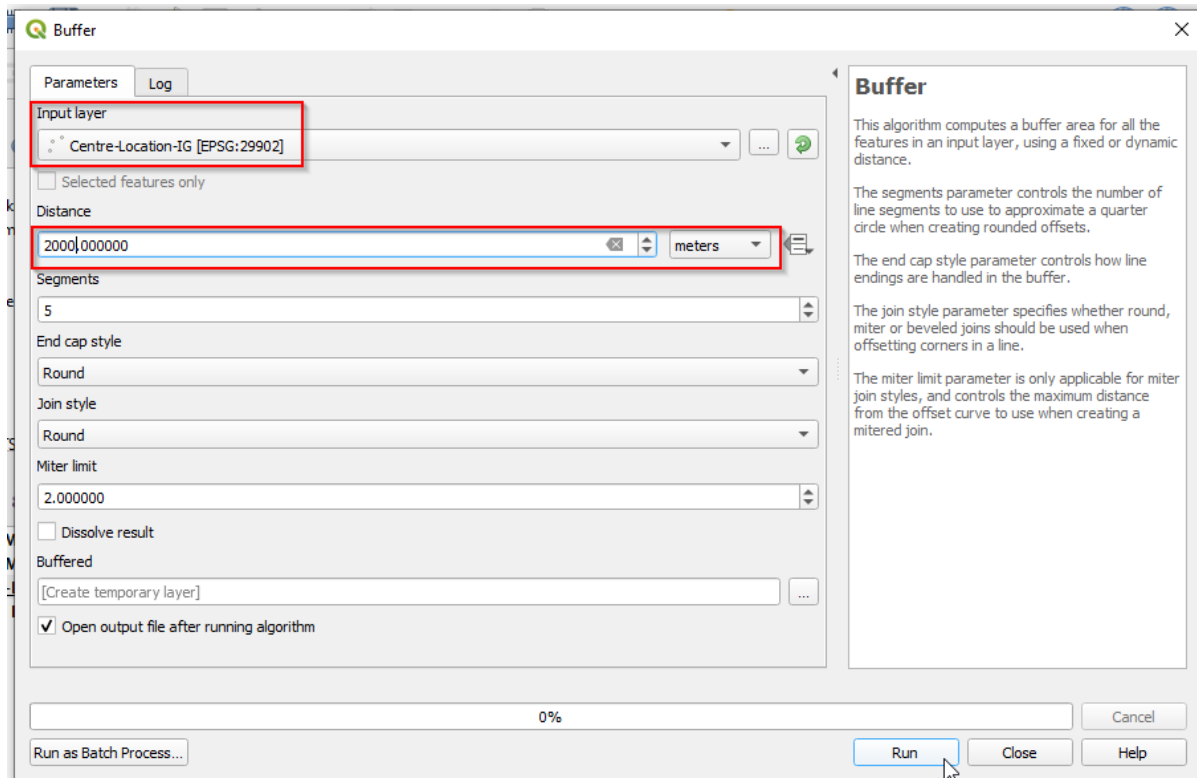 Buffer
Parameters
Log
Input layer
Centre-Location-IG [EPSG:29902]
...
Selected features only
Distance
2000.000000
meters
Segments
5
End cap style
Round
Join style
Round
Miter limit
2.000000
Dissolve result
Buffered
[Create temporary layer]
...
Open output file after running algorithm
Buffer
This algorithm computes a buffer area for all the
features in an input layer, using a fixed or dynamic
distance.
The segments parameter controls the number of
line segments to use to approximate a quarter
circle when creating rounded offsets.
The end cap style parameter controls how line
endings are handled in the buffer.
The join style parameter specifies whether round,
miter or beveled joins should be used when
offsetting corners in a line.
The miter limit parameter is only applicable for miter
join styles, and controls the maximum distance
from the offset curve to use when creating a
mitered join.
0%
Cancel
Run as Batch Process...
Run
Close
Help